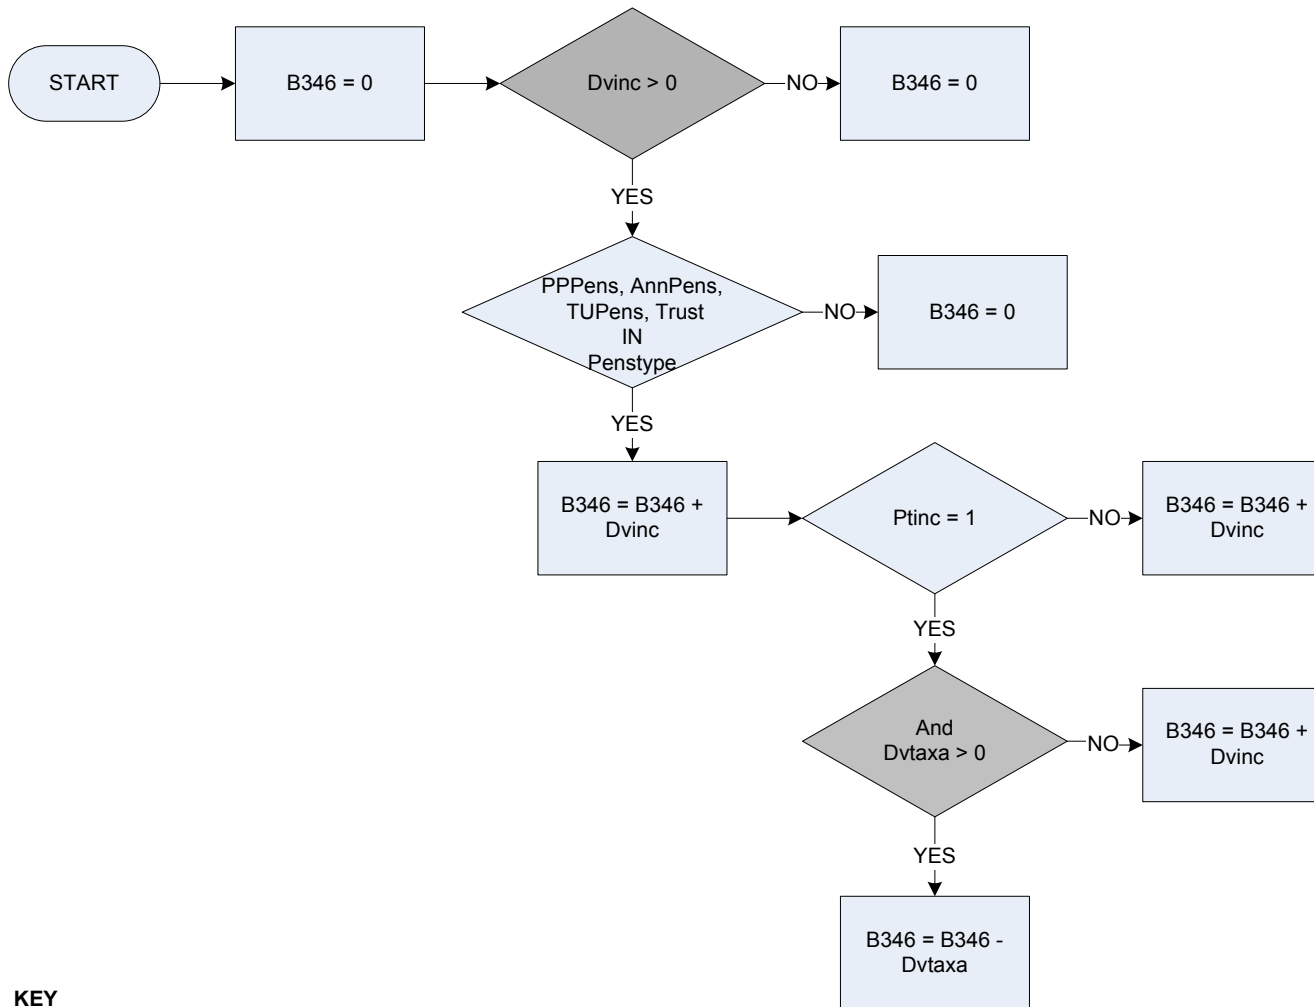 START
B346 = 0
Dvinc > 0
NO
B346 = 0
YES
PPPens, AnnPens,
TUPens, Trust
IN
Penstype
NO
B346 = 0
YES
B346 = B346 +
Dvinc
Ptinc = 1
NO
B346 = B346 +
Dvinc
YES
And
Dvtaxa > 0
NO
B346 = B346 +
Dvinc
YES
B346 = B346 -
Dvtaxa
KEY